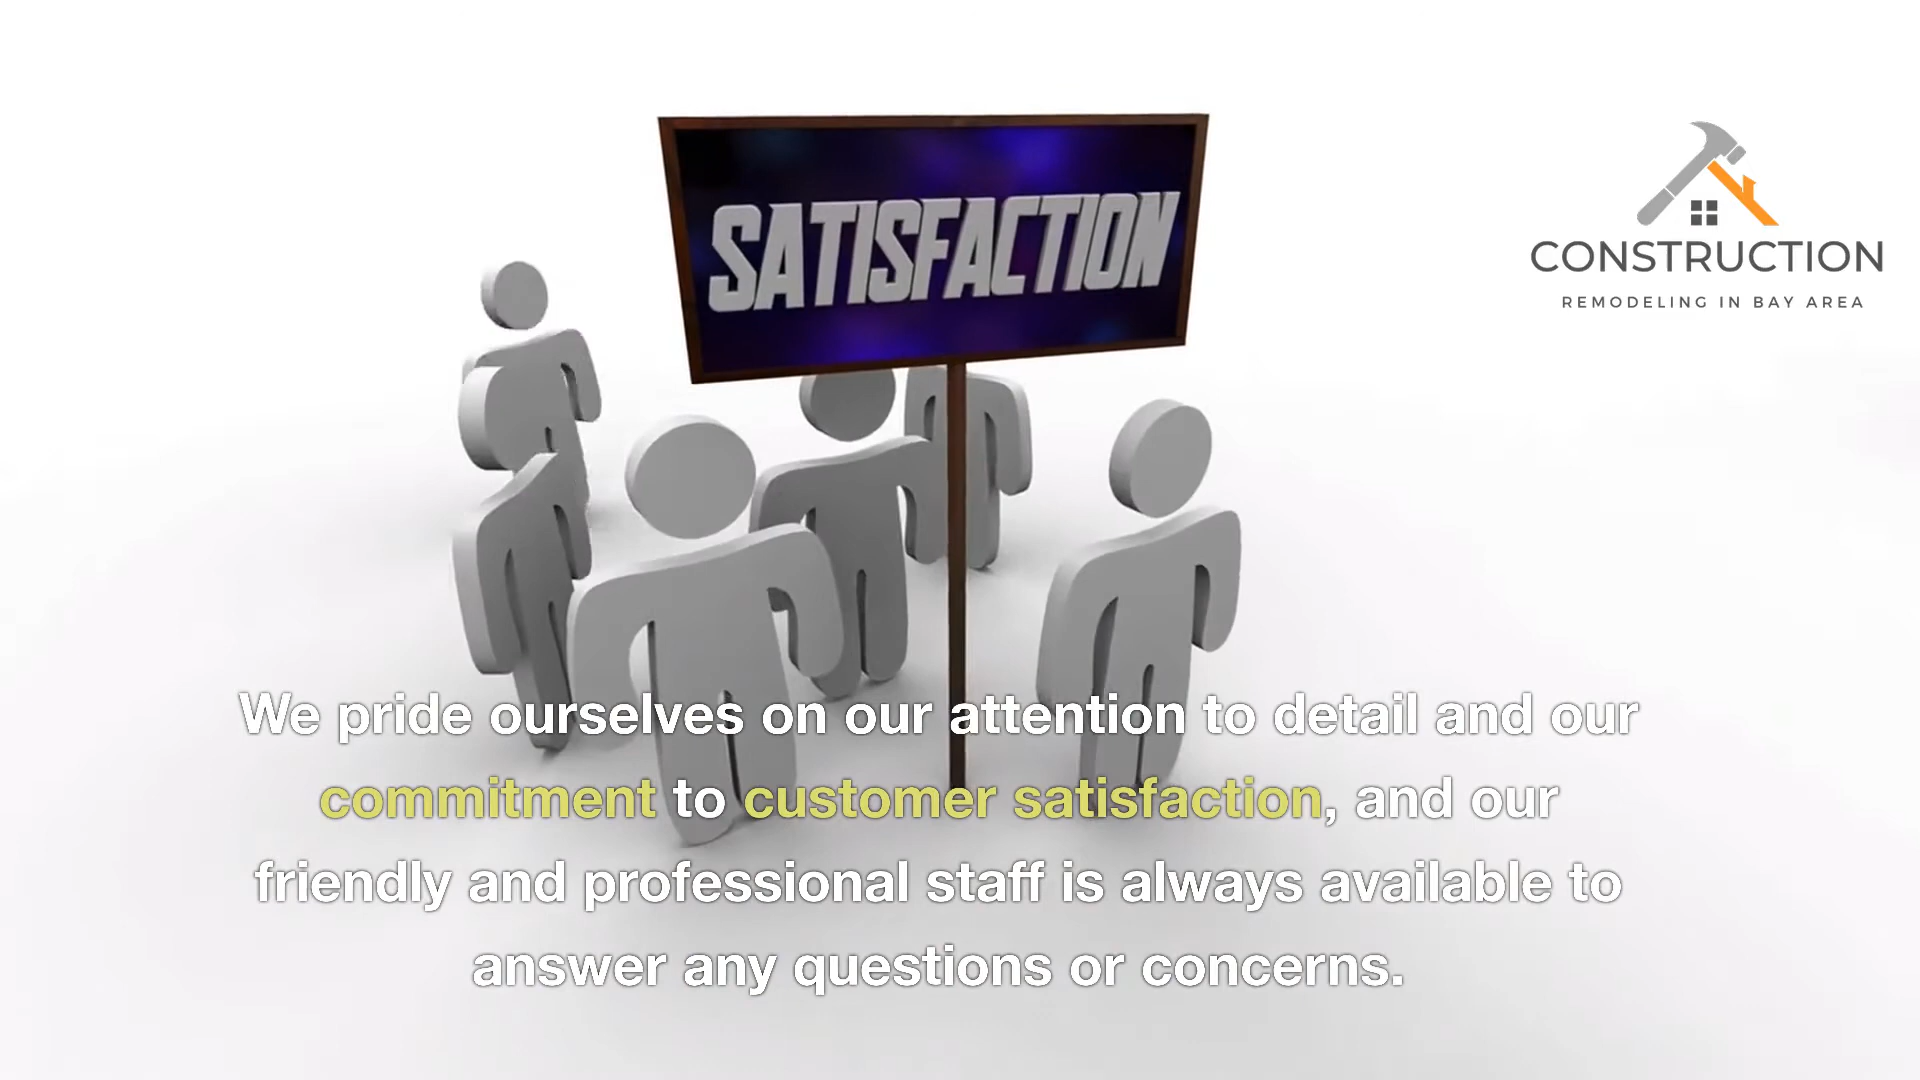 SATISFACTION
CONSTRUCTION
REMODELING IN BAY AREA
We pride ourselves on our attention to detail and our
commitment to customer satisfaction, and our
friendly and professional staff is always available to
answer any questions or concerns.